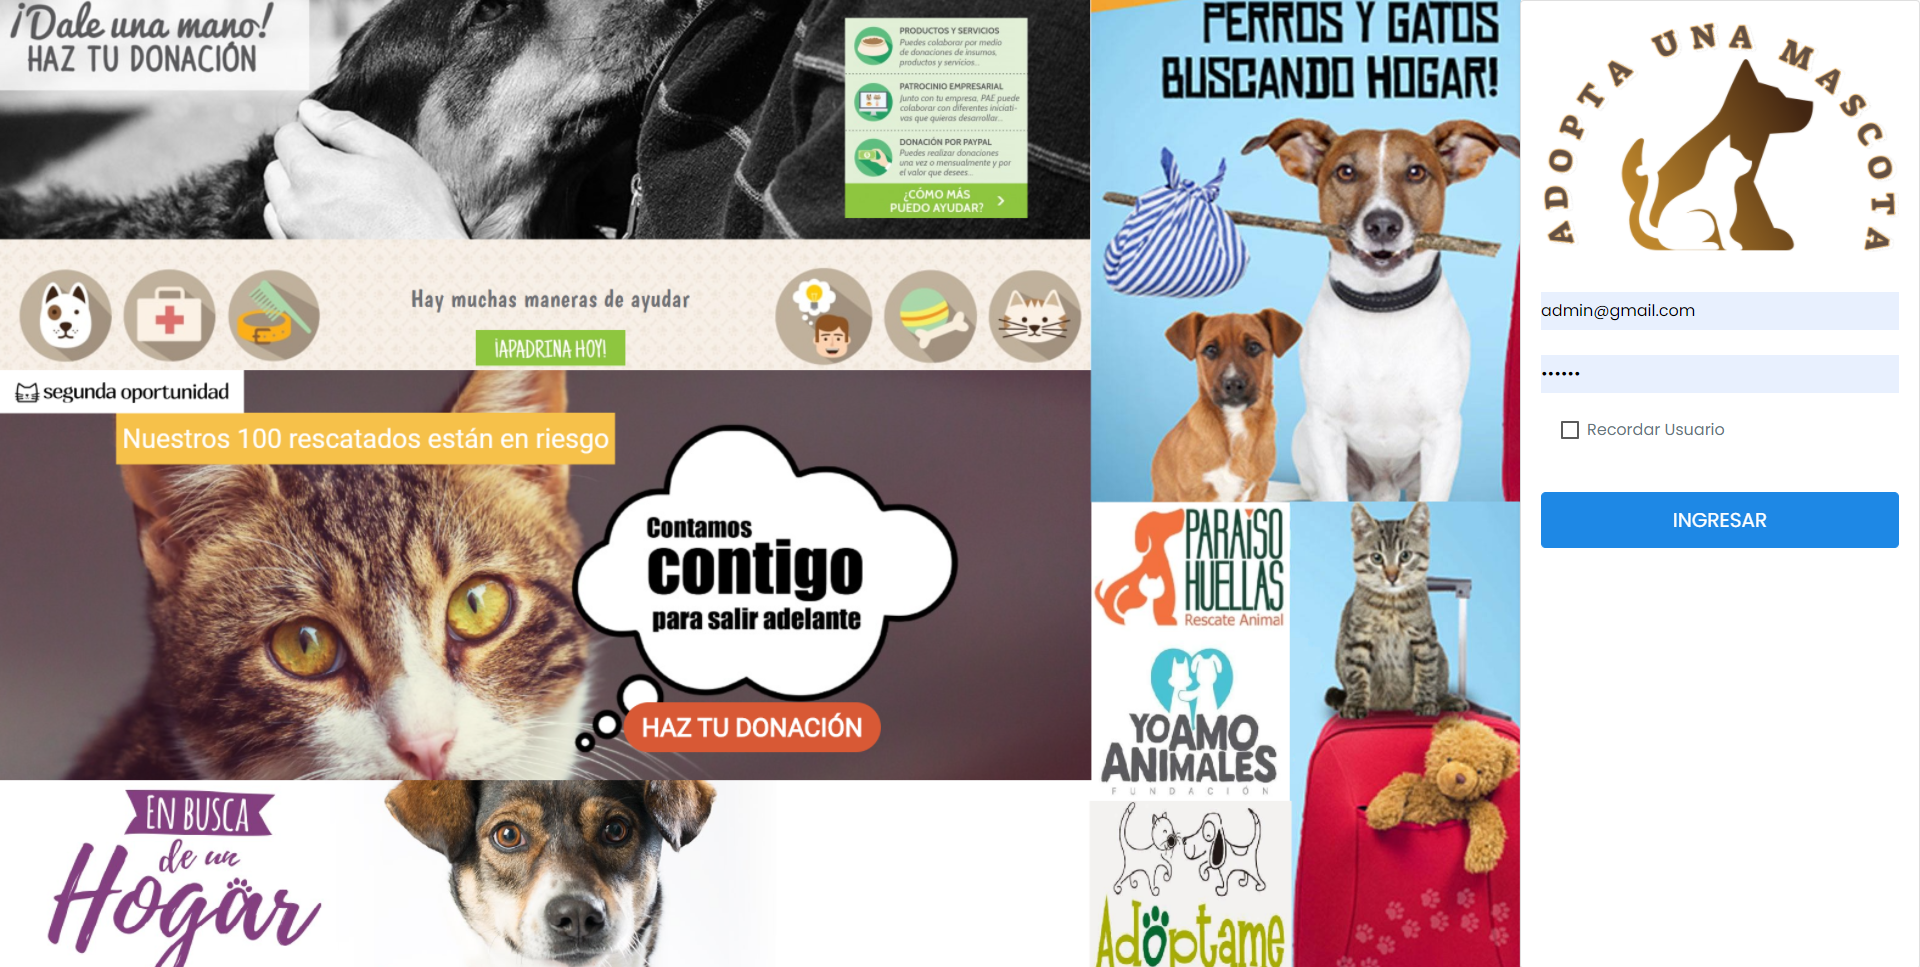 ¡Dale una mano!
HAZ TU DONACIÓN
PRODUCTOS Y SERVICIOS
Puedes colaborar por medio
de donaciones de insumos,
productos y servicios...
PATROCINIO EMPRESARIAL
Junto con tu empresa, PAE puede
colaborar con diferentes iniciati-
vas que quieras desarrollar...
DONACIÓN POR PAYPAL
Puedes realizar donaciones
una vez o mensualmente y por
el valor que desees...
¿CÓMO MÁS
PUEDO AYUDAR?
Hay muchas maneras de ayudar
¡APADRINA HOY!
segunda oportunidad
Nuestros 100 rescatados están en riesgo
Contamos
contigo
para salir adelante
HAZ TU DONACIÓN
EN BUSCA
de un
Hogar
PERROS Y GATOS
BUSCANDO HOGAR!
PARAíSO
HUELLAS
Rescate Animal
YO AMO
ANIMALES
FUNDACIÓN
Adóptame
ADOPTA UNA MASCOTA
admin@gmail.com
••••••
Recordar Usuario
INGRESAR